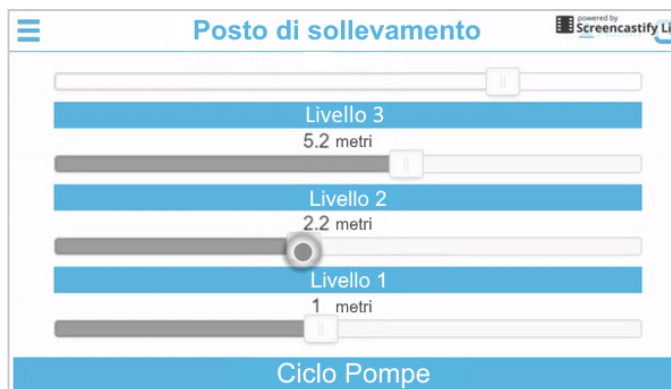 Posto di sollevamento
powered by
Screencastify Li
Livello 3
5.2 metri
Livello 2
2.2 metri
Livello 1
1 metri
Ciclo Pompe